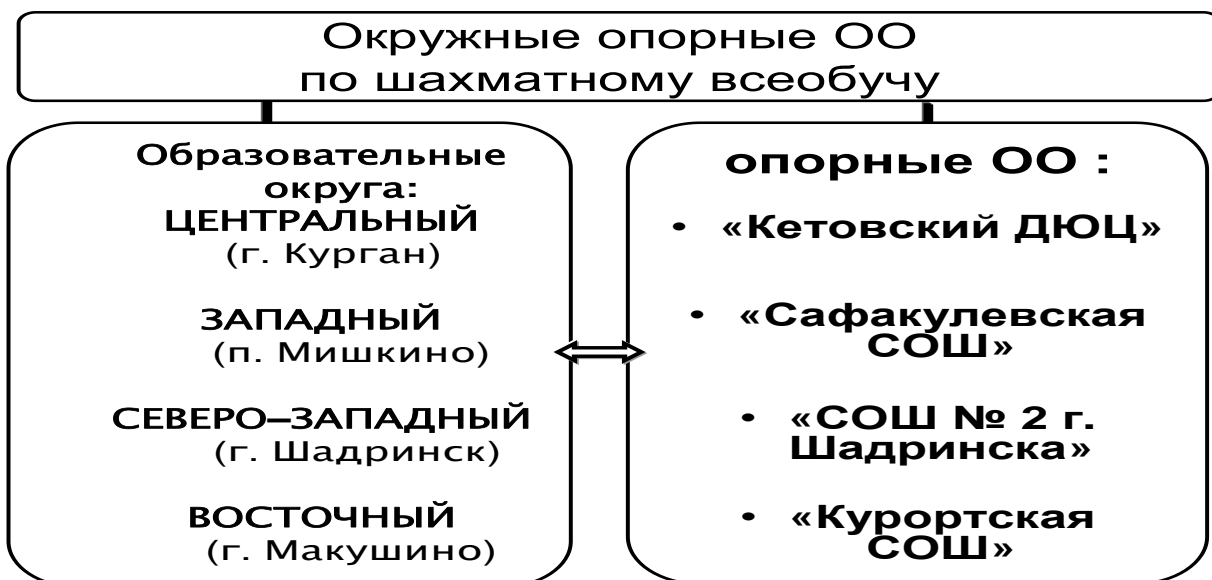 Окружные опорные ОО
по шахматному всеобучу
Образовательные
округа:
ЦЕНТРАЛЬНЫЙ
(г. Курган)
ЗАПАДНЫЙ
(п. Мишкино)
СЕВЕРО–ЗАПАДНЫЙ
(г. Шадринск)
ВОСТОЧНЫЙ
(г. Макушино)
опорные ОО :
• «Кетовский ДЮЦ»
• «Сафакулевская
СОШ»
• «СОШ № 2 г.
Шадринска»
• «Курортская
СОШ»